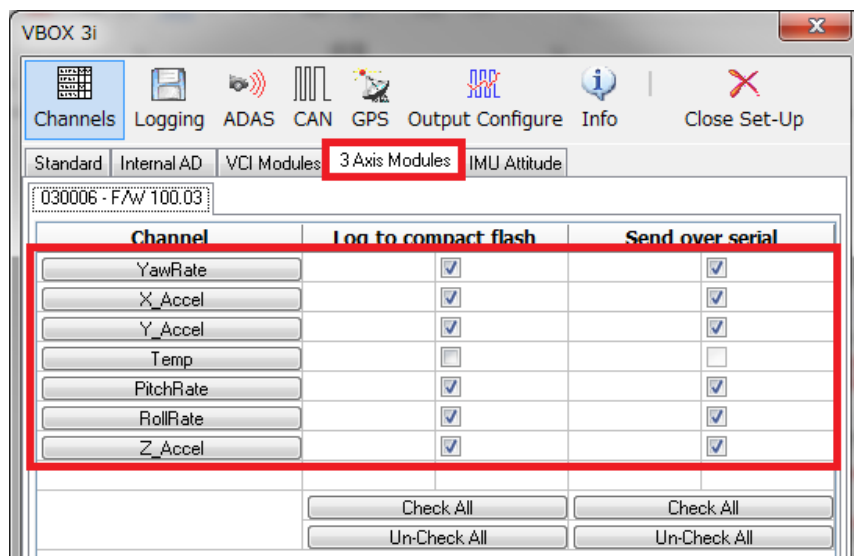 VBOX 3i
Channels Logging ADAS CAN GPS Output Configure Info Close Set-Up
Standard Internal AD VCI Modules 3 Axis Modules IMU Attitude
030006 - F/W 100.03
Channel Log to compact flash Send over serial
YawRate
X_Accel
Y_Accel
Temp
PitchRate
RollRate
Z_Accel
Check All Check All
Un-Check All Un-Check All